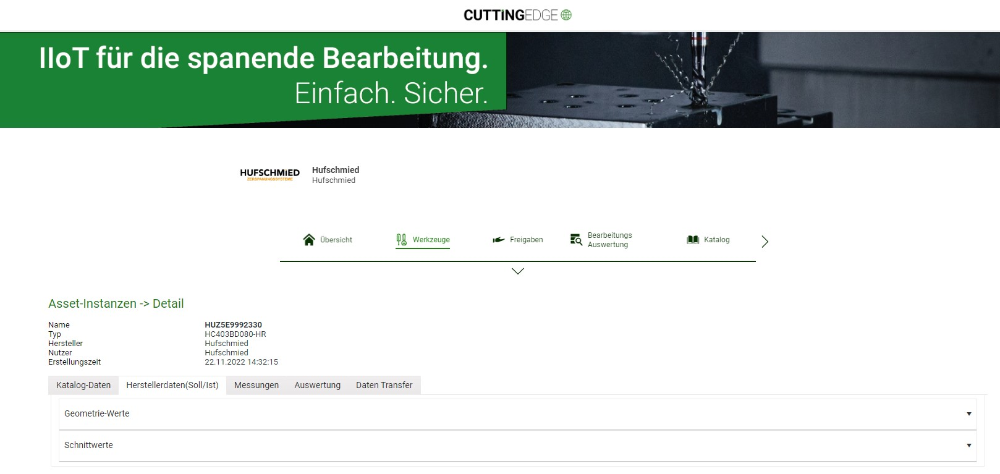 CUTTINGEDGE
IIoT für die spanende Bearbeitung.
Einfach. Sicher.
HUFSCHMIED
ZERSPANUNGSSYSTEME
Hufschmied
Hufschmied
Übersicht
Werkzeuge
Freigaben
Bearbeitungs
Auswertung
Katalog
Asset-Instanzen -> Detail
Name HUZ5E9992330
Typ HC403BD080-HR
Hersteller Hufschmied
Nutzer Hufschmied
Erstellungszeit 22.11.2022 14:32:15
Katalog-Daten Herstellerdaten(Soll/Ist) Messungen Auswertung Daten Transfer
Geometrie-Werte
Schnittwerte